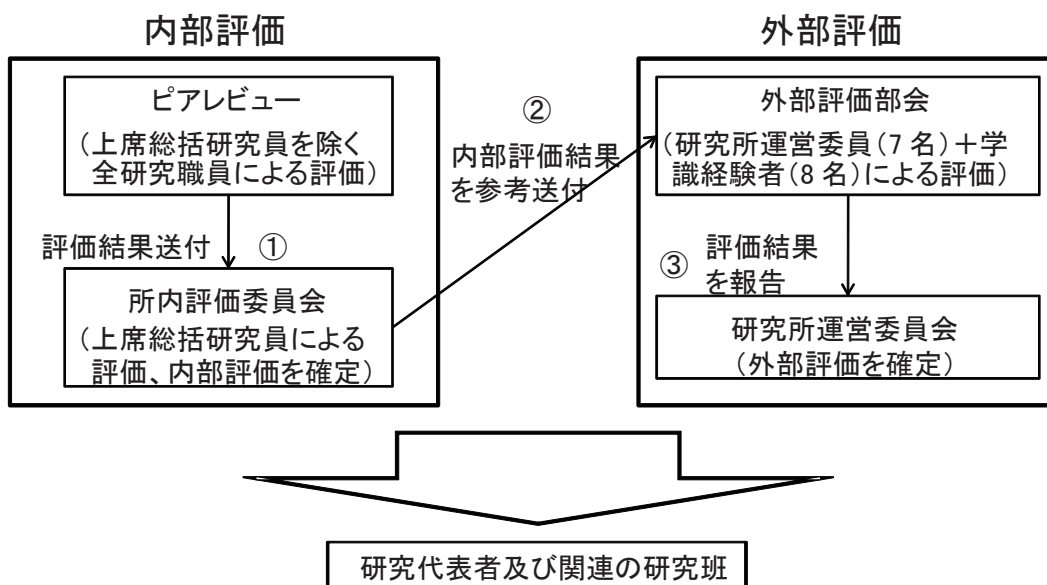 内部評価
ピアレビュー
(上席総括研究員を除く
全研究職員による評価)
評価結果送付 ①
所内評価委員会
(上席総括研究員による
評価、内部評価を確定)
②
内部評価結果
を参考送付
外部評価
外部評価部会
(研究所運営委員(7名)+学
識経験者(8名)による評価)
③ 評価結果
を報告
研究所運営委員会
(外部評価を確定)
研究代表者及び関連の研究班